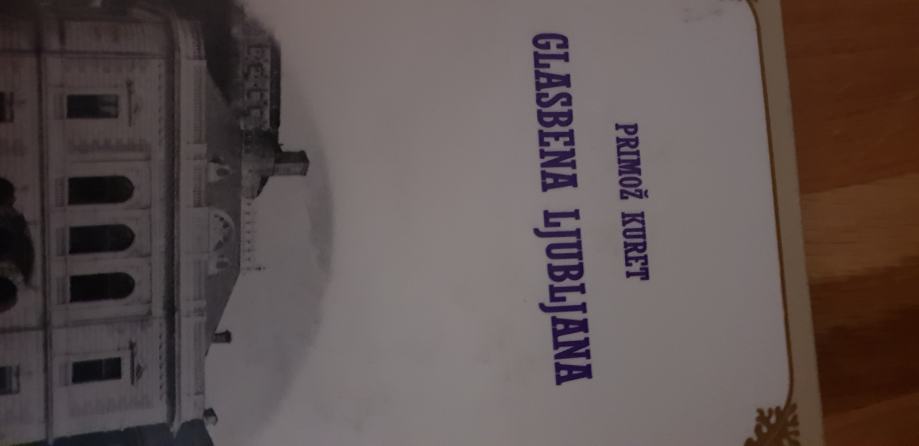 PRIMOŽ KURET
GLASBENA LJUBLJANA